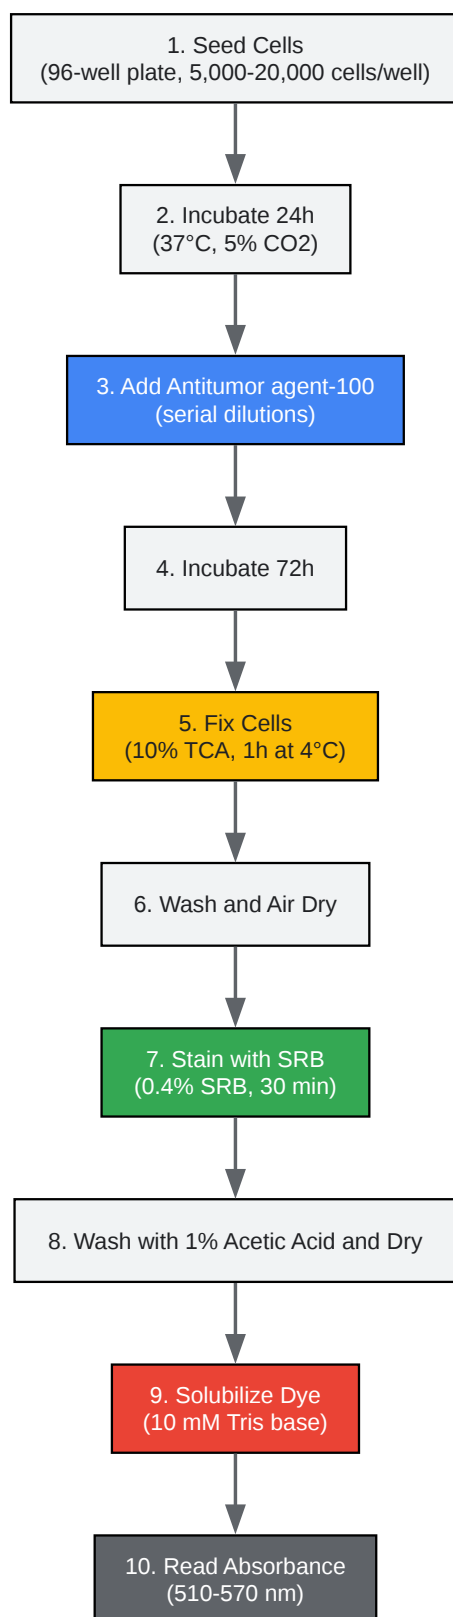 1. Seed Cells
(96-well plate, 5,000-20,000 cells/well)
2. Incubate 24h
(37°C, 5% CO2)
3. Add Antitumor agent-100
(serial dilutions)
4. Incubate 72h
5. Fix Cells
(10% TCA, 1h at 4°C)
6. Wash and Air Dry
7. Stain with SRB
(0.4% SRB, 30 min)
8. Wash with 1% Acetic Acid and Dry
9. Solubilize Dye
(10 mM Tris base)
10. Read Absorbance
(510-570 nm)